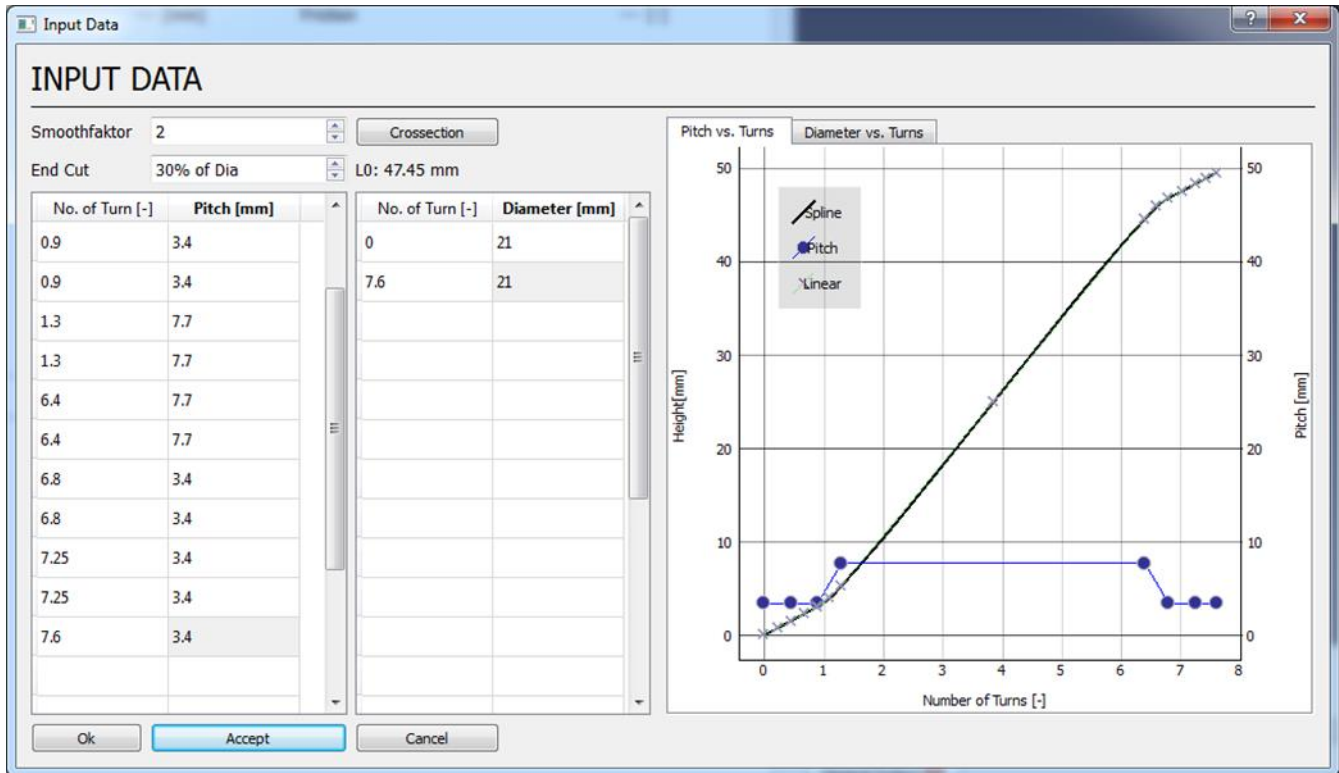 Input Data
INPUT DATA
Smoothfaktor 2 Crossection
End Cut 30% of Dia L0: 47.45 mm
No. of Turn [-] Pitch [mm]
0.9 3.4
0.9 3.4
1.3 7.7
1.3 7.7
6.4 7.7
6.4 7.7
6.8 3.4
6.8 3.4
7.25 3.4
7.25 3.4
7.6 3.4
No. of Turn [-] Diameter [mm]
0 21
7.6 21
Ok Accept Cancel
Pitch vs. Turns Diameter vs. Turns
Spline
Pitch
Linear
Height[mm]
50
40
30
20
10
0
Pitch [mm]
50
40
30
20
10
0
0 1 2 3 4 5 6 7 8
Number of Turns [-]